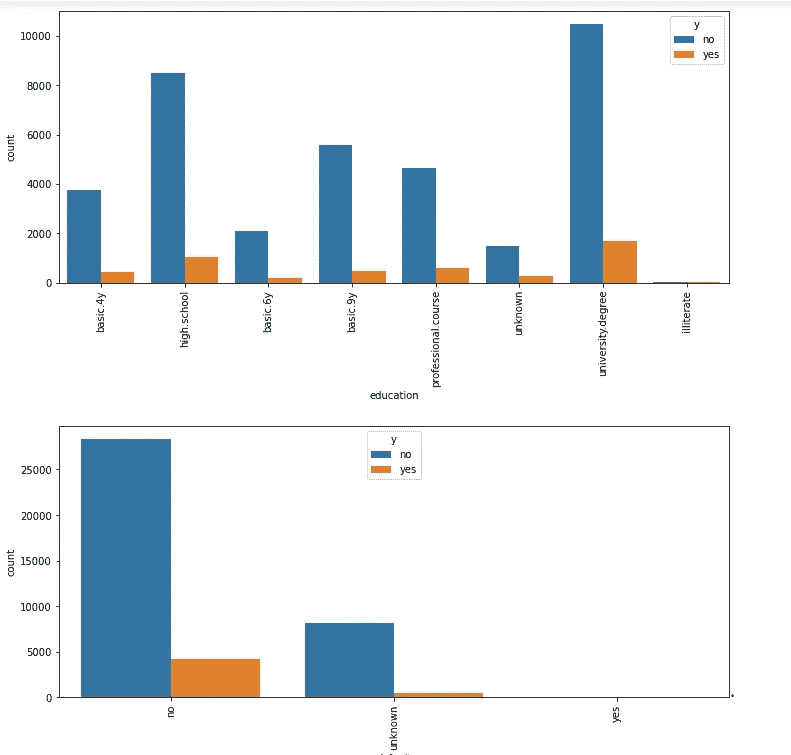 10000
8000
6000
4000
2000
0
count
y
no
yes
basic.4y
high.school
basic.6y
basic.9y
professional.course
unknown
university.degree
illiterate
education
25000
20000
15000
10000
5000
0
count
y
no
yes
no
unknown
yes